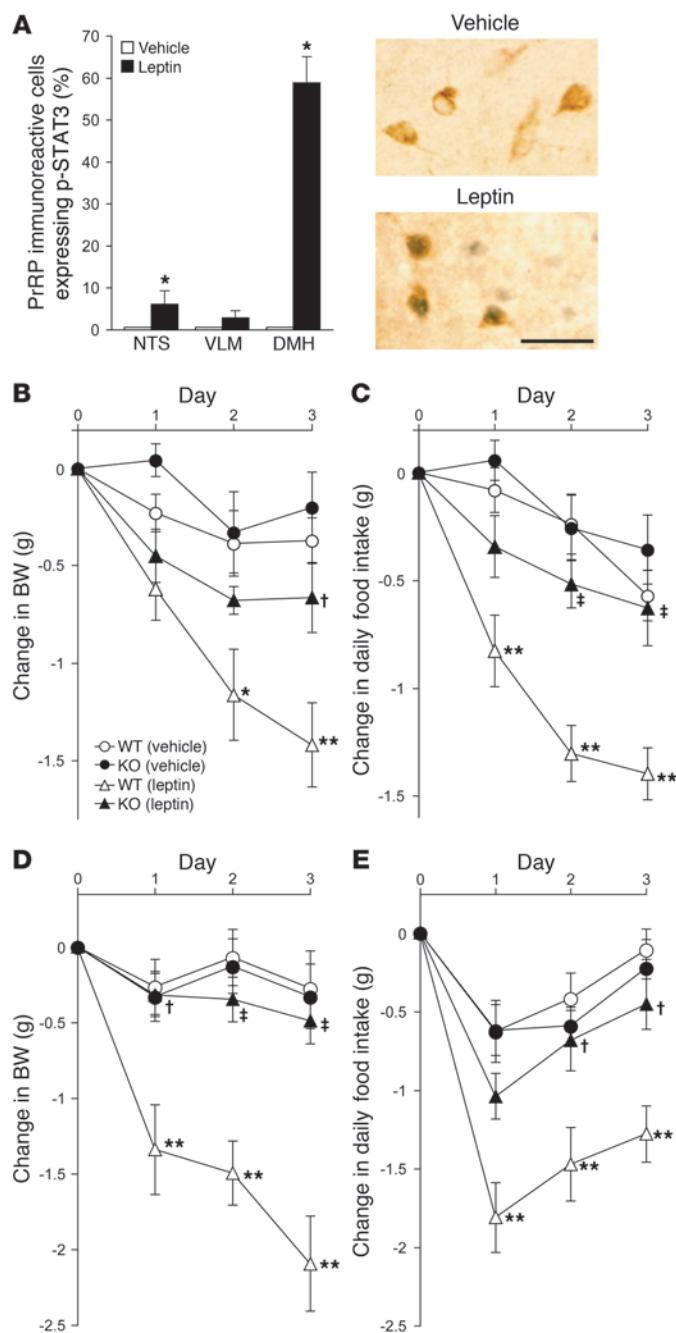 A
Vehicle
Leptin
PrRP immunoreactive cells
expressing p-STAT3 (%)
70
60
50
40
30
20
10
0
*
*
NTS
VLM
DMH
Vehicle
Leptin
B
Day
0
1
2
3
Change in BW (g)
0
-0.5
-1
-1.5
†
*
**
WT (vehicle)
KO (vehicle)
WT (leptin)
KO (leptin)
C
Day
0
1
2
3
Change in daily food intake (g)
0
-0.5
-1
-1.5
‡
‡
**
**
**
D
Day
0
1
2
3
Change in BW (g)
0
-0.5
-1
-1.5
-2
-2.5
†
‡
‡
**
**
**
E
Day
0
1
2
3
Change in daily food intake (g)
0
-0.5
-1
-1.5
-2
-2.5
†
†
**
**
**